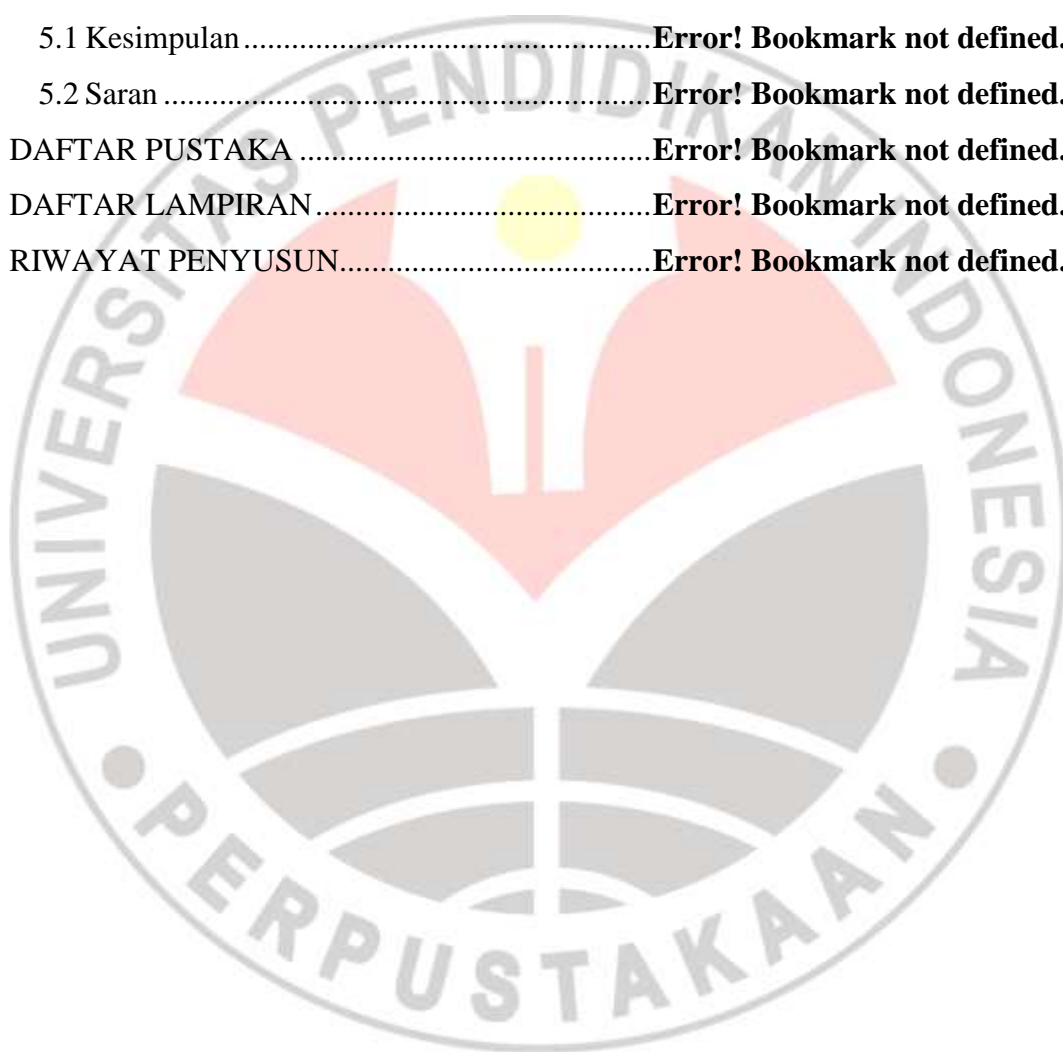 5.1 Kesimpulan...................................................Error! Bookmark not defined.
5.2 Saran .............................................................Error! Bookmark not defined.
DAFTAR PUSTAKA ............................................Error! Bookmark not defined.
DAFTAR LAMPIRAN..........................................Error! Bookmark not defined.
RIWAYAT PENYUSUN.......................................Error! Bookmark not defined.
UNIVERSITAS PENDIDIKAN INDONESIA
PERPUSTAKAAN